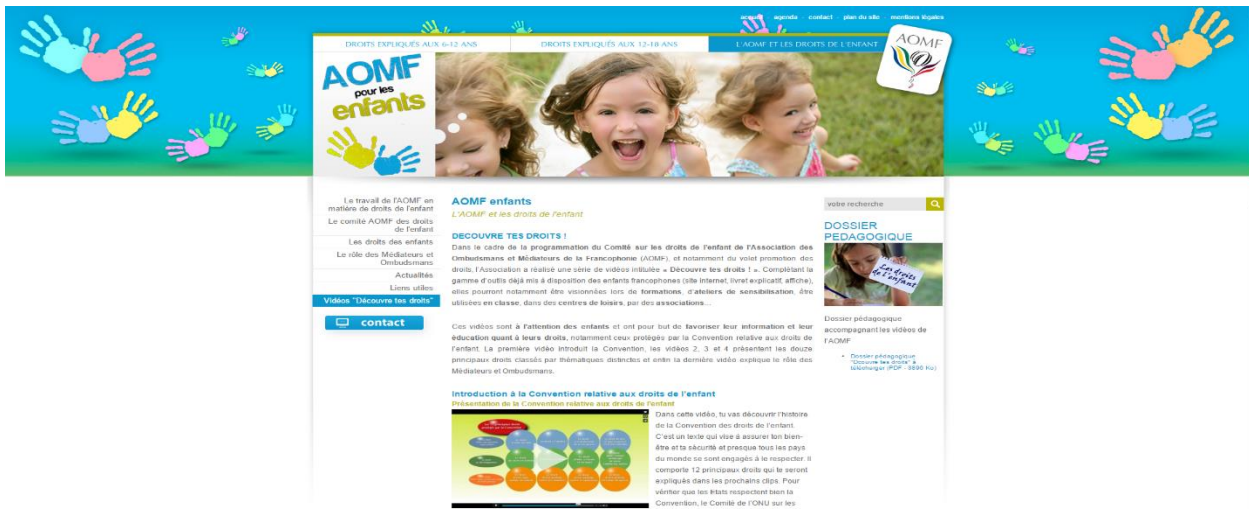 accueil - agenda - contact - plan du site - mentions légales
DROITS EXPLIQUÉS AUX 6-12 ANS
DROITS EXPLIQUÉS AUX 12-18 ANS
L'AOMF ET LES DROITS DE L'ENFANT
AOMF
AOMF
pour les
enfants
Le travail de l'AOMF en
matière de droits de l'enfant
Le comité AOMF des droits
de l'enfant
Les droits des enfants
Le rôle des Médiateurs et
Ombudsmans
Actualités
Liens utiles
Vidéos "Découvre tes droits"
contact
AOMF enfants
L'AOMF et les droits de l'enfant
DECOUVRE TES DROITS !
Dans le cadre de la programmation du Comité sur les droits de l'enfant de l'Association des
Ombudsmans et Médiateurs de la Francophonie (AOMF), et notamment du volet promotion des
droits, l'Association a réalisé une série de vidéos intitulée « Découvre tes droits ! ». Complétant la
gamme d'outils déjà mis à disposition des enfants francophones (site internet, livret explicatif, affiche),
elles pourront notamment être visionnées lors de formations, d'ateliers de sensibilisation, être
utilisées en classe, dans des centres de loisirs, par des associations...
Ces vidéos sont à l'attention des enfants et ont pour but de favoriser leur information et leur
éducation quant à leurs droits, notamment ceux protégés par la Convention relative aux droits de
l'enfant. La première vidéo introduit la Convention, les vidéos 2, 3 et 4 présentent les douze
principaux droits classés par thématiques distinctes et enfin la dernière vidéo explique le rôle des
Médiateurs et Ombudsmans.
Introduction à la Convention relative aux droits de l'enfant
Présentation de la Convention relative aux droits de l'enfant
Dans cette vidéo, tu vas découvrir l'histoire
de la Convention des droits de l'enfant.
C'est un texte qui vise à assurer ton bien-
être et ta sécurité et presque tous les pays
du monde se sont engagés à le respecter. Il
comporte 12 principaux droits qui te seront
expliqués dans les prochains clips. Pour
vérifier que les Etats respectent bien la
Convention, le Comité de l'ONU sur les
votre recherche
DOSSIER
PEDAGOGIQUE
Les droits
de l'enfant
Dossier pédagogique
accompagnant les vidéos de
l'AOMF
Dossier pédagogique
"Découvre tes droits" à
télécharger (PDF - 6890 Ko)